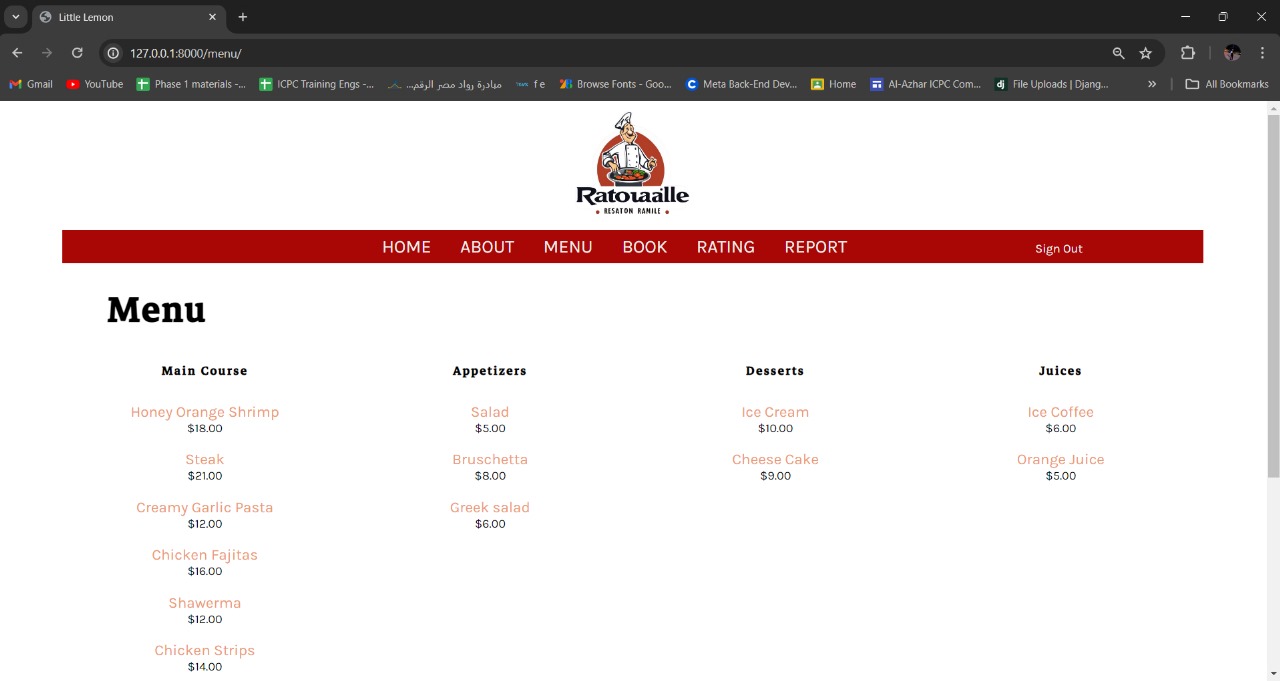 Little Lemon
127.0.0.1:8000/menu/
Gmail
YouTube
Phase 1 materials -...
ICPC Training Engs -...
مبادرة رواد مصر الرقم...
f e
Browse Fonts - Goo...
Meta Back-End Dev...
Home
Al-Azhar ICPC Com...
File Uploads | Djang...
All Bookmarks
Ratouaille
RESATON RAMILE
HOME ABOUT MENU BOOK RATING REPORT Sign Out
Menu
Main Course Appetizers Desserts Juices
Honey Orange Shrimp Salad Ice Cream Ice Coffee
$18.00 $5.00 $10.00 $6.00
Steak Bruschetta Cheese Cake Orange Juice
$21.00 $8.00 $9.00 $5.00
Creamy Garlic Pasta Greek salad
$12.00 $6.00
Chicken Fajitas
$16.00
Shawerma
$12.00
Chicken Strips
$14.00